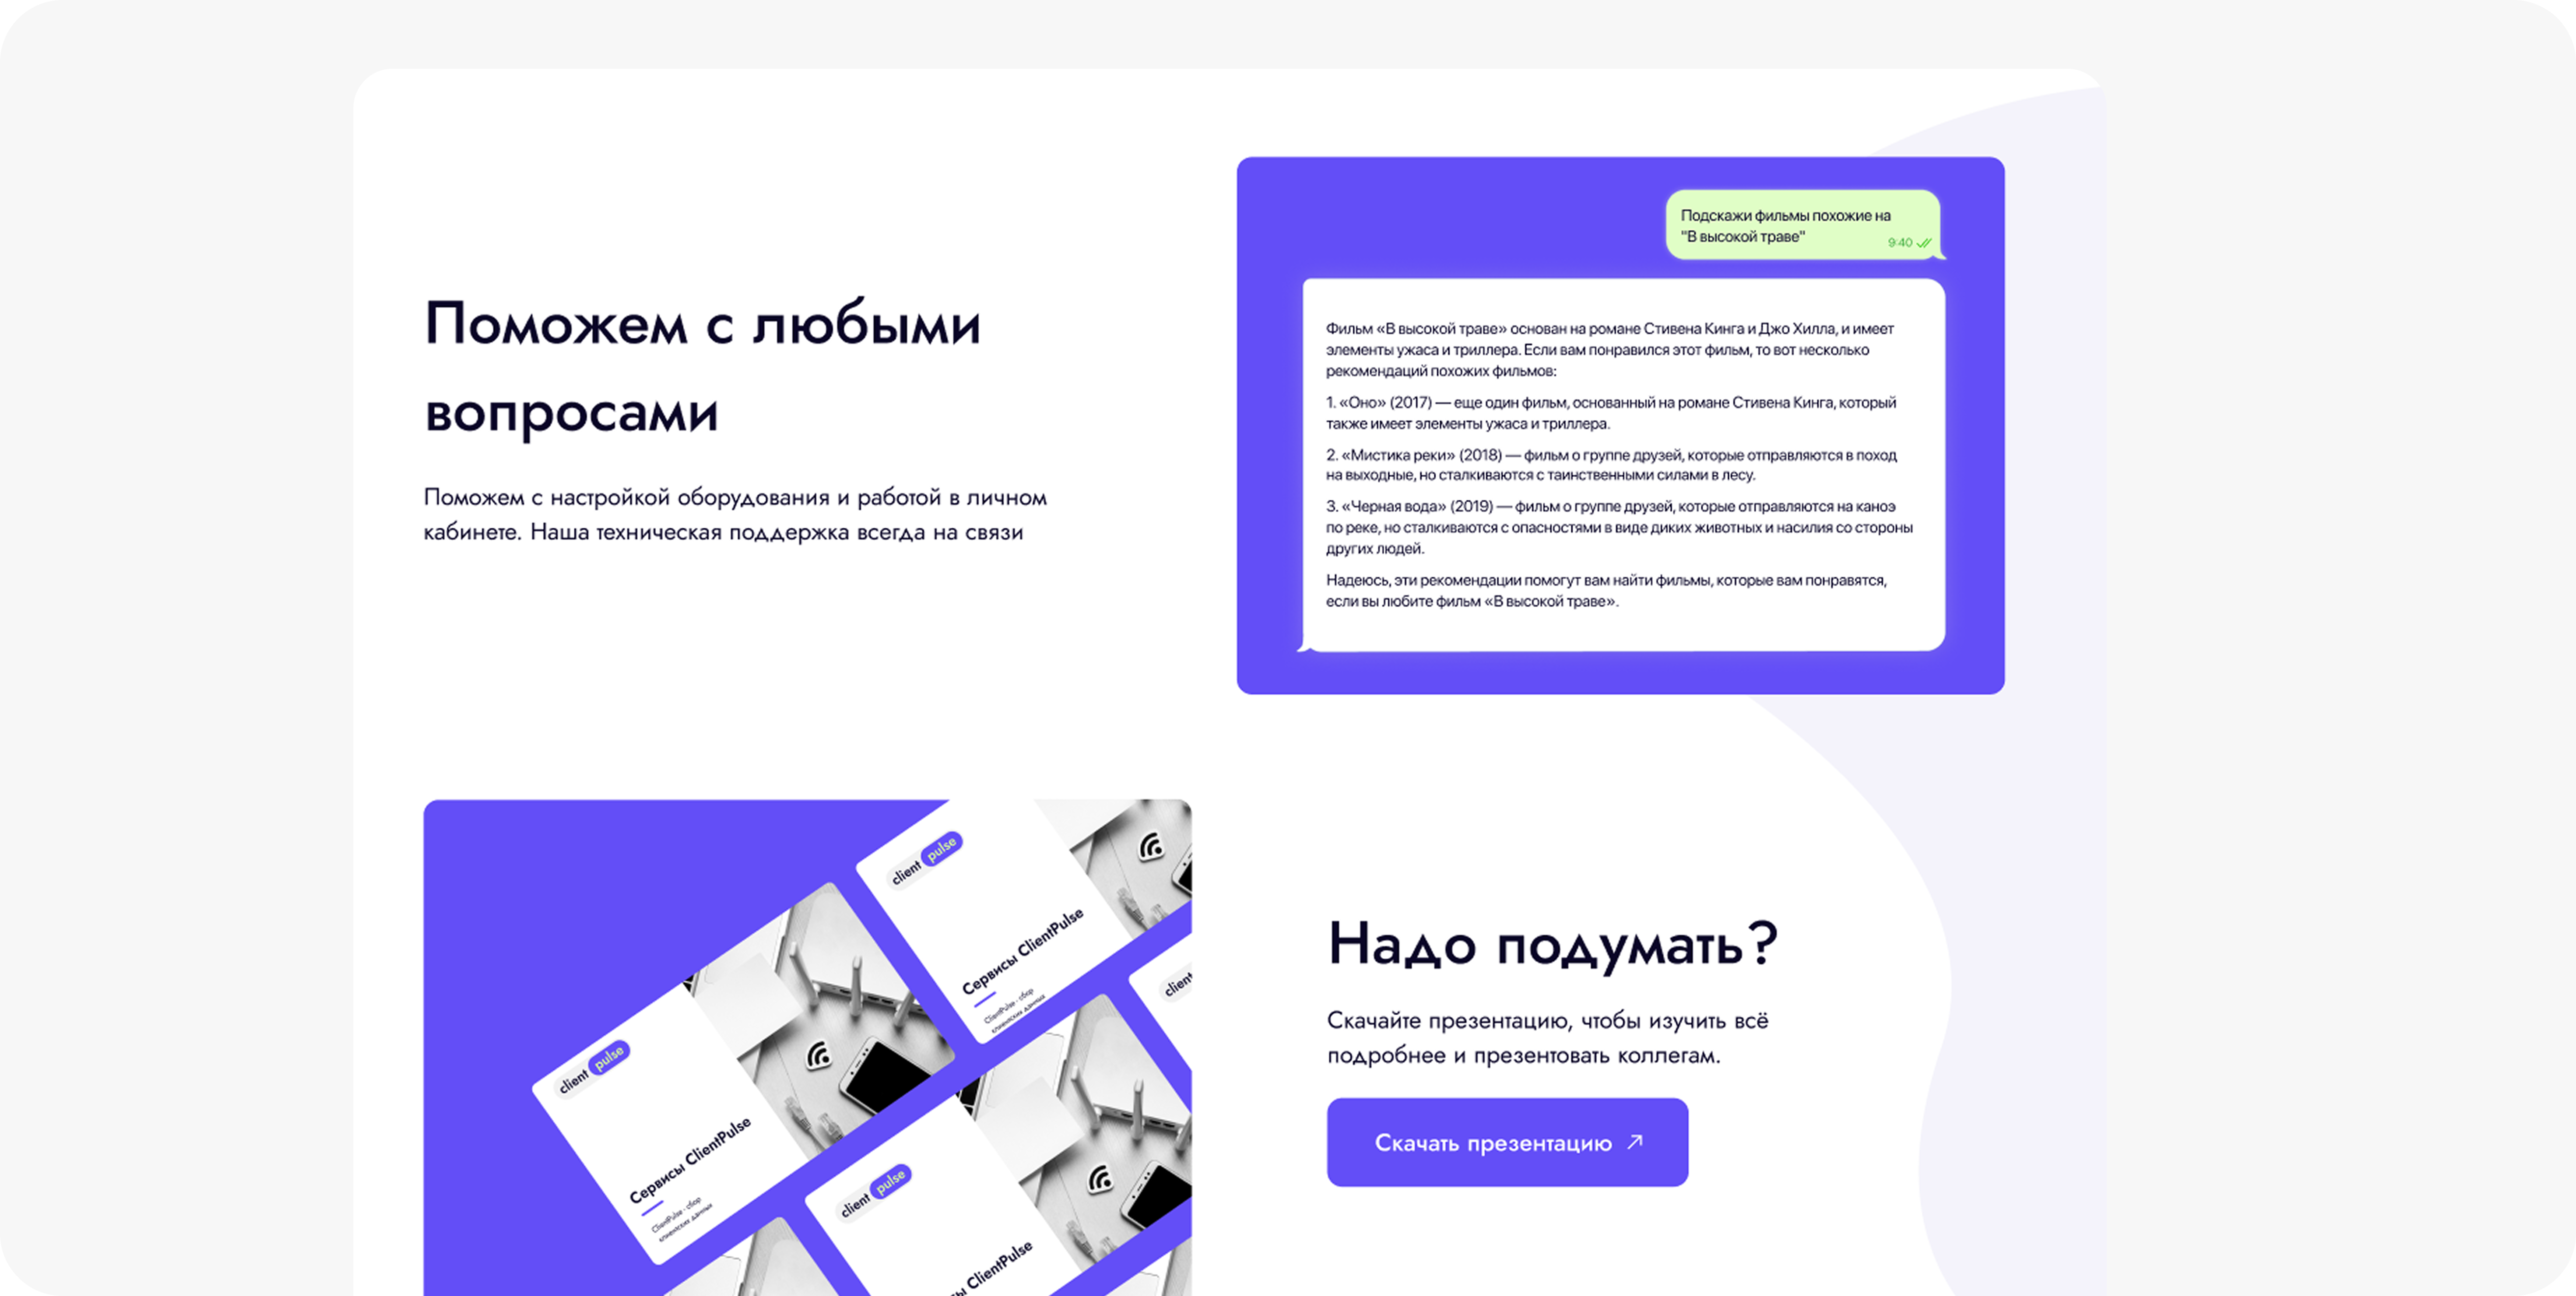 Поможем с любыми
вопросами
Поможем с настройкой оборудования и работой в личном
кабинете. Наша техническая поддержка всегда на связи
Подскажи фильмы похожие на
"В высокой траве"
9:40
Фильм «В высокой траве» основан на романе Стивена Кинга и Джо Хилла, и имеет
элементы ужаса и триллера. Если вам понравился этот фильм, то вот несколько
рекомендаций похожих фильмов:
1. «Оно» (2017) — еще один фильм, основанный на романе Стивена Кинга, который
также имеет элементы ужаса и триллера.
2. «Мистика реки» (2018) — фильм о группе друзей, которые отправляются в поход
на выходные, но сталкиваются с таинственными силами в лесу.
3. «Черная вода» (2019) — фильм о группе друзей, которые отправляются на каноэ
по реке, но сталкиваются с опасностями в виде диких животных и насилия со стороны
других людей.
Надеюсь, эти рекомендации помогут вам найти фильмы, которые вам понравятся,
если вы любите фильм «В высокой траве».
client pulse
Сервисы ClientPulse
ClientPulse - сбор
клиентских данных
client pulse
Сервисы ClientPulse
ClientPulse - сбор
клиентских данных
client
client pulse
ы ClientPulse
Надо подумать?
Скачайте презентацию, чтобы изучить всё
подробнее и презентовать коллегам.
Скачать презентацию